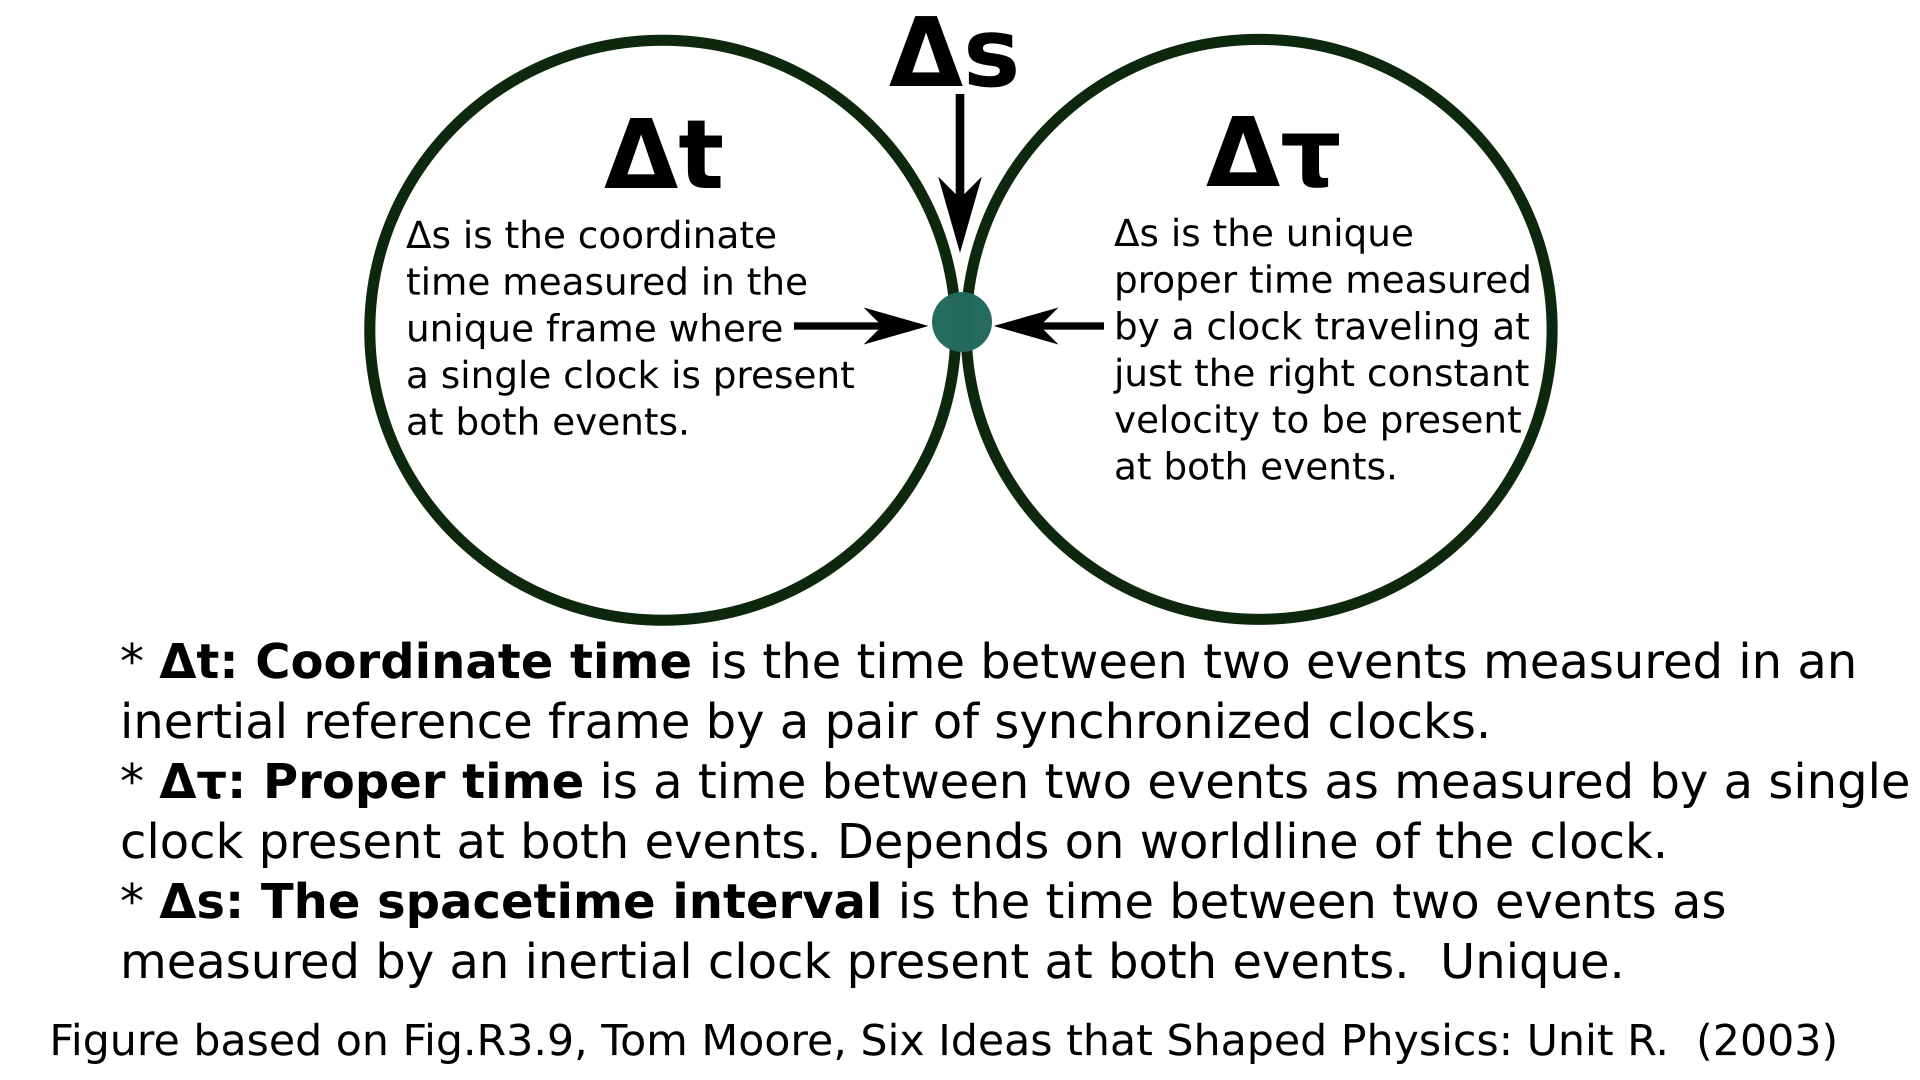 Δs
Δt
Δs is the coordinate
time measured in the
unique frame where
a single clock is present
at both events.
Δτ
Δs is the unique
proper time measured
by a clock traveling at
just the right constant
velocity to be present
at both events.
* Δt: Coordinate time is the time between two events measured in an
inertial reference frame by a pair of synchronized clocks.
* Δτ: Proper time is a time between two events as measured by a single
clock present at both events. Depends on worldline of the clock.
* Δs: The spacetime interval is the time between two events as
measured by an inertial clock present at both events.  Unique.
Figure based on Fig.R3.9, Tom Moore, Six Ideas that Shaped Physics: Unit R.  (2003)